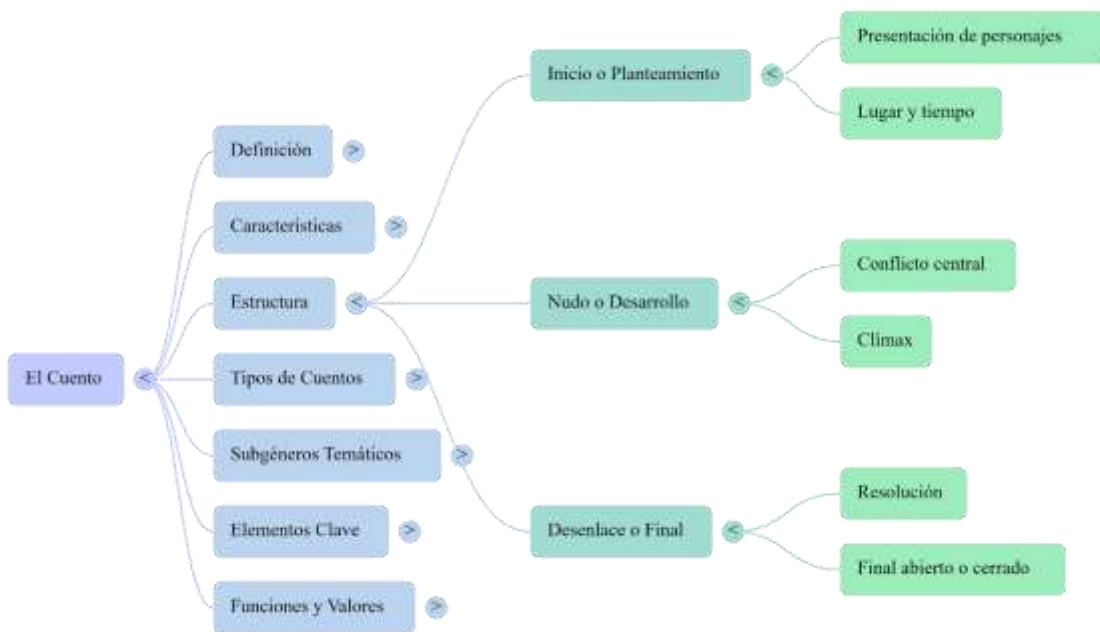 El Cuento
Definición
>
Características
>
Estructura
<
Tipos de Cuentos
>
Subgéneros Temáticos
>
Elementos Clave
>
Funciones y Valores
>
<
Inicio o Planteamiento
<
Presentación de personajes
Lugar y tiempo
Nudo o Desarrollo
<
Conflicto central
Clímax
Desenlace o Final
<
Resolución
Final abierto o cerrado